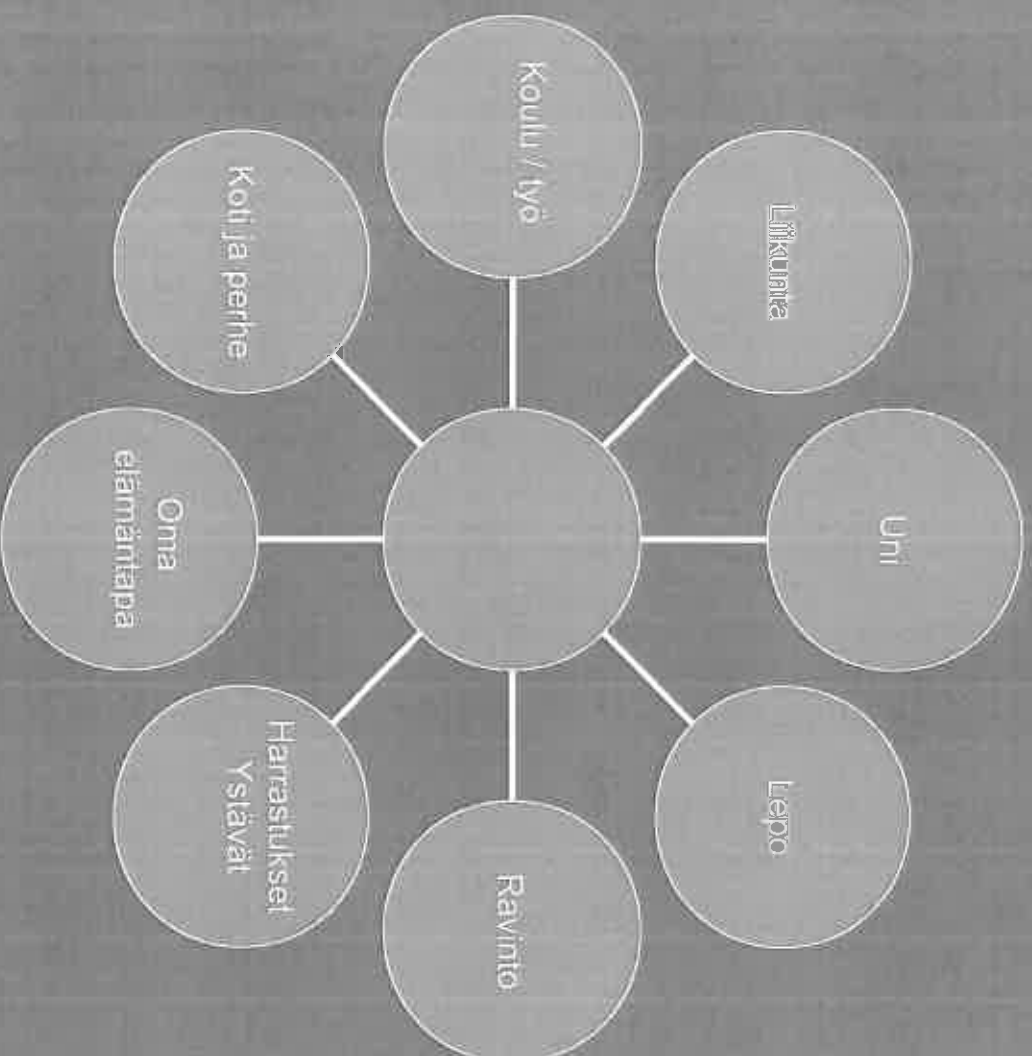 Uni
Lepo
Ravinto
Harrastukset
Ystävät
Oma
elämäntapa
Koti ja perhe
Koulu / työ
Liikunta